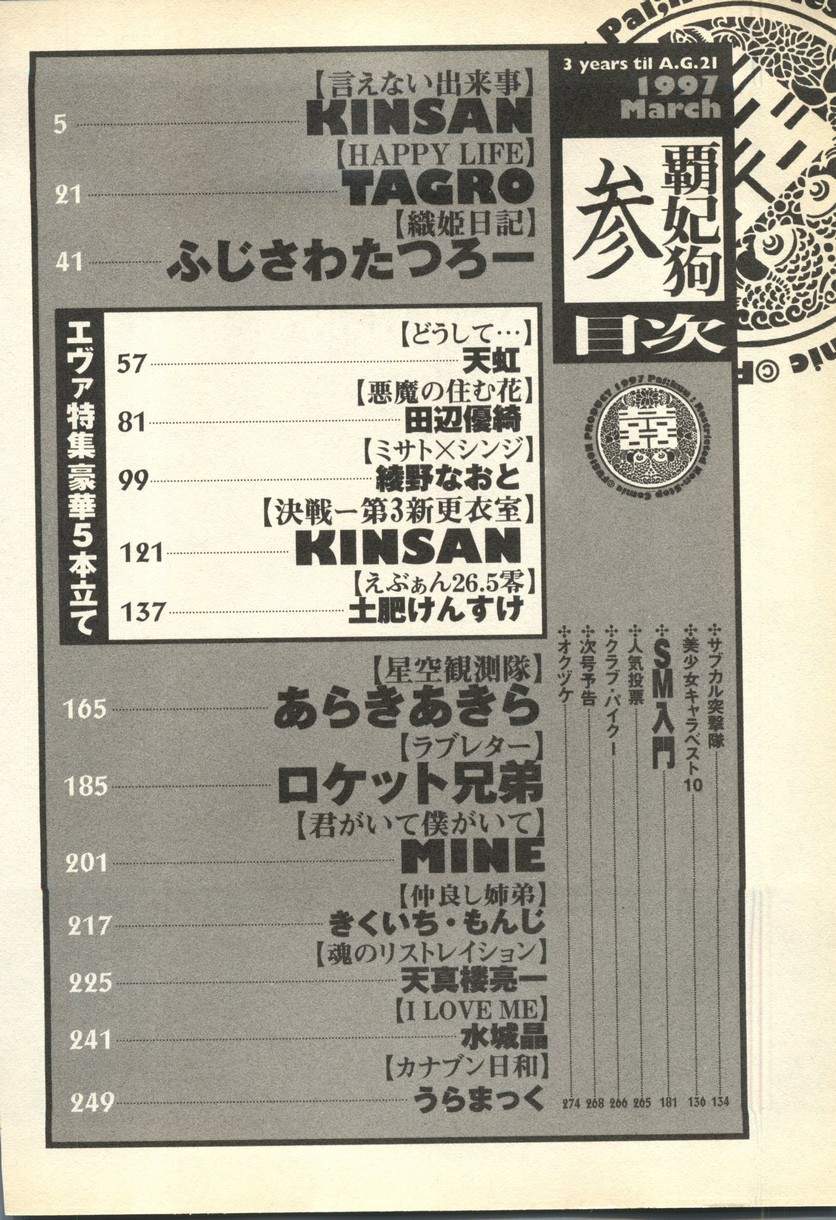 3 years til A.G.21
1997
March
覇妃狗
参
目次
【言えない出来事】
5 KINSAN
【HAPPY LIFE】
21 TAGRO
【織姫日記】
41 ふじさわたつろー
エヴァ特集豪華5本立て
【どうして…】
57 天虹
【悪魔の住む花】
81 田辺優綺
【ミサト×シンジ】
99 綾野なおと
【決戦ー第3新更衣室】
121 KINSAN
【えぶぁん26.5零】
137 土肥けんすけ
【星空観測隊】
165 あらきあきら
【ラブレター】
185 ロケット兄弟
【君がいて僕がいて】
201 MINE
【仲良し姉弟】
217 きくいち・もんじ
【魂のリストレイション】
225 天真楼亮一
【I LOVE ME】
241 水城晶
【カナブン日和】
249 うらまっく
✣サブカル突撃隊 134
✣美少女キャラベスト10 136
✣SM入門 181
✣人気投票 265
✣クラブ・パイクー 266
✣次号予告 268
✣オクヅケ 274
©FUSION PRODUCT 1997 Pai;kuu : Restricted Non-Stop Comic